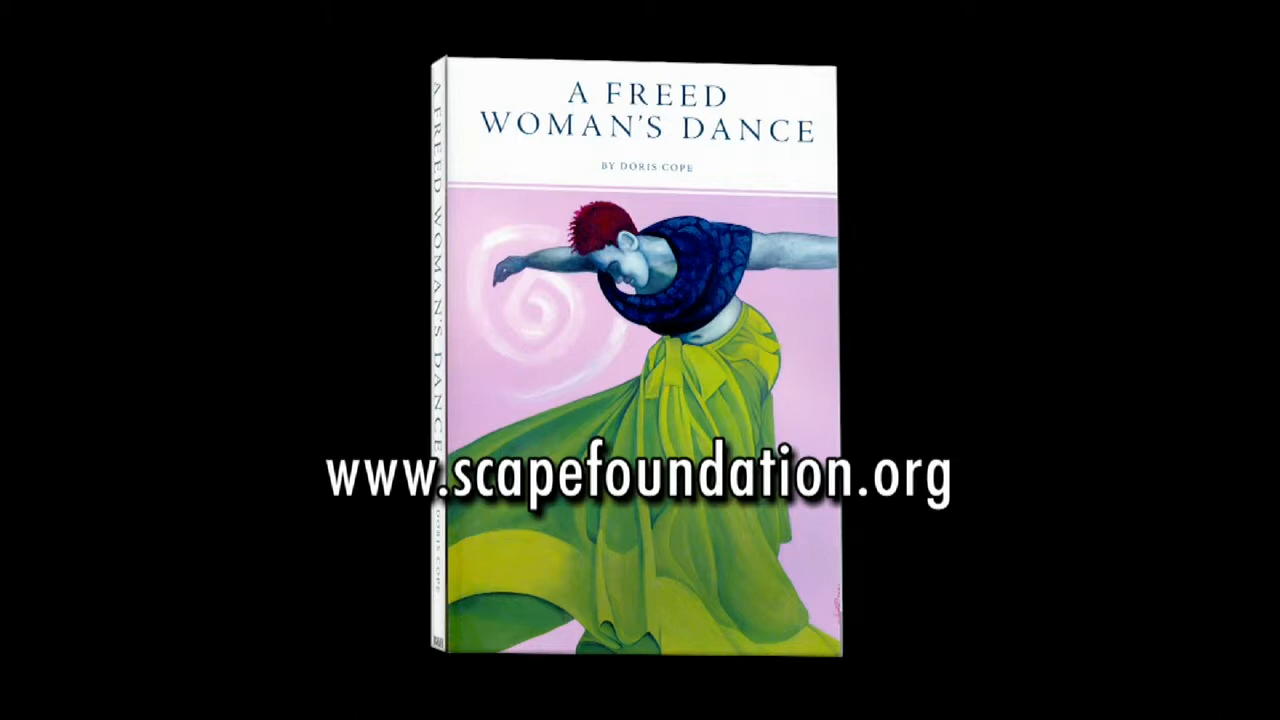 A FREED
WOMAN'S DANCE
BY DORIS COPE
A FREED WOMAN'S DANCE
DORIS COPE
www.scapefoundation.org